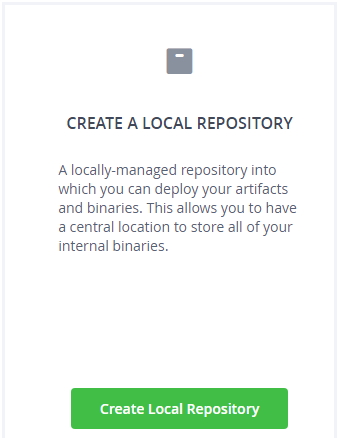 CREATE A LOCAL REPOSITORY
A locally-managed repository into
which you can deploy your artifacts
and binaries. This allows you to have
a central location to store all of your
internal binaries.
Create Local Repository